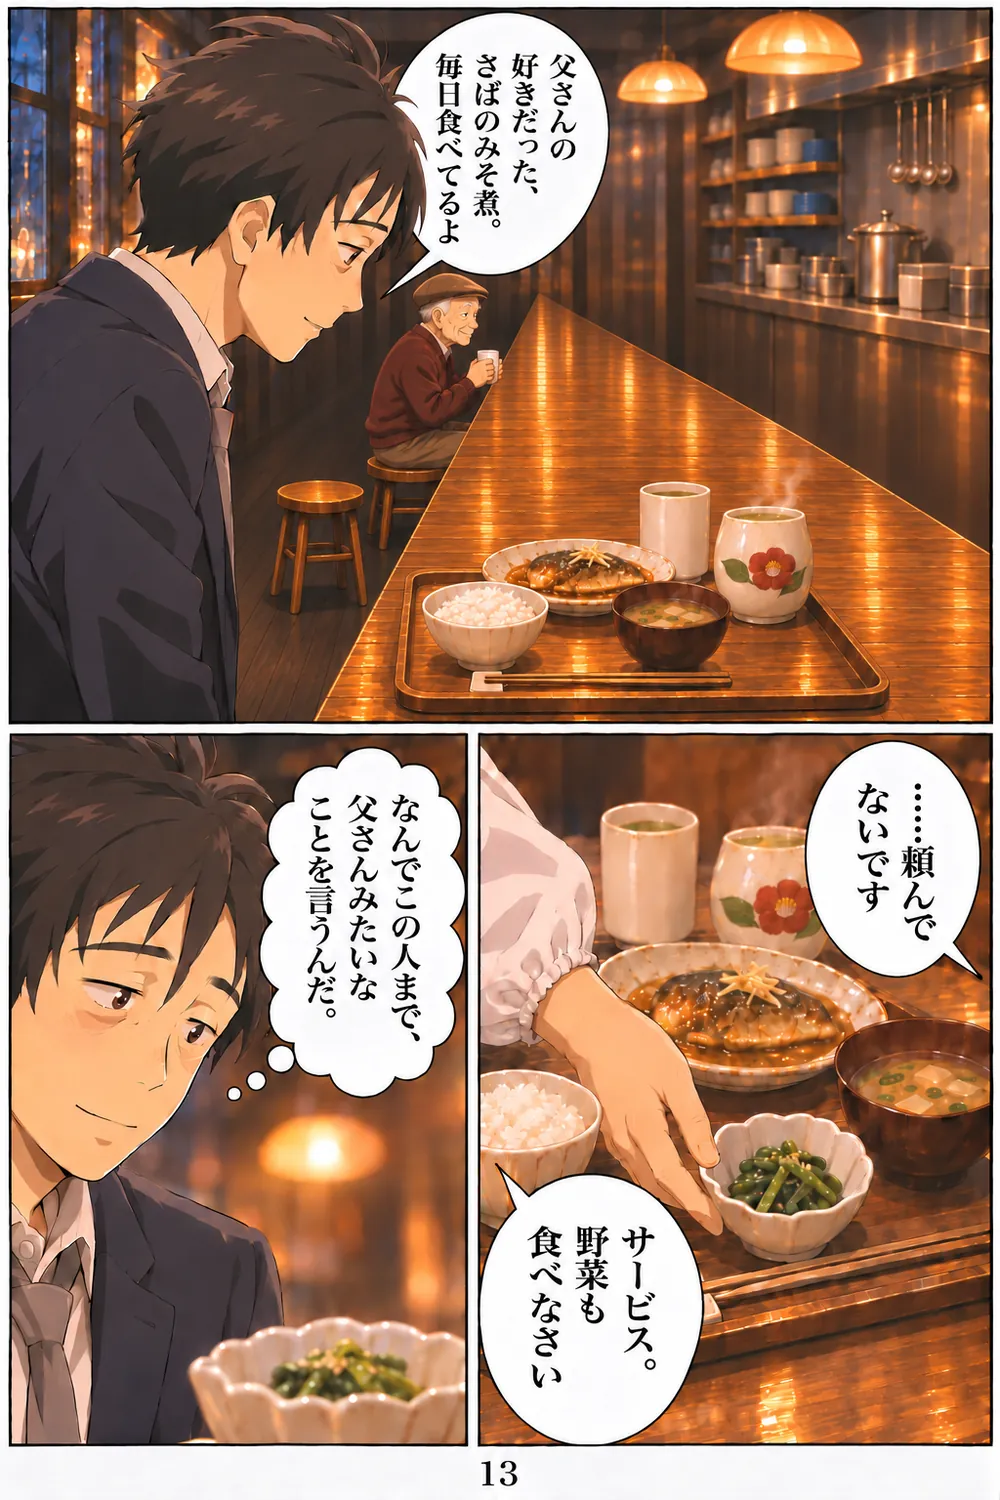 父さんの
好きだった、
さばのみそ煮。
毎日食べてるよ
……頼んで
ないです
サービス。
野菜も
食べなさい
なんでこの人まで、
父さんみたいな
ことを言うんだ。
13